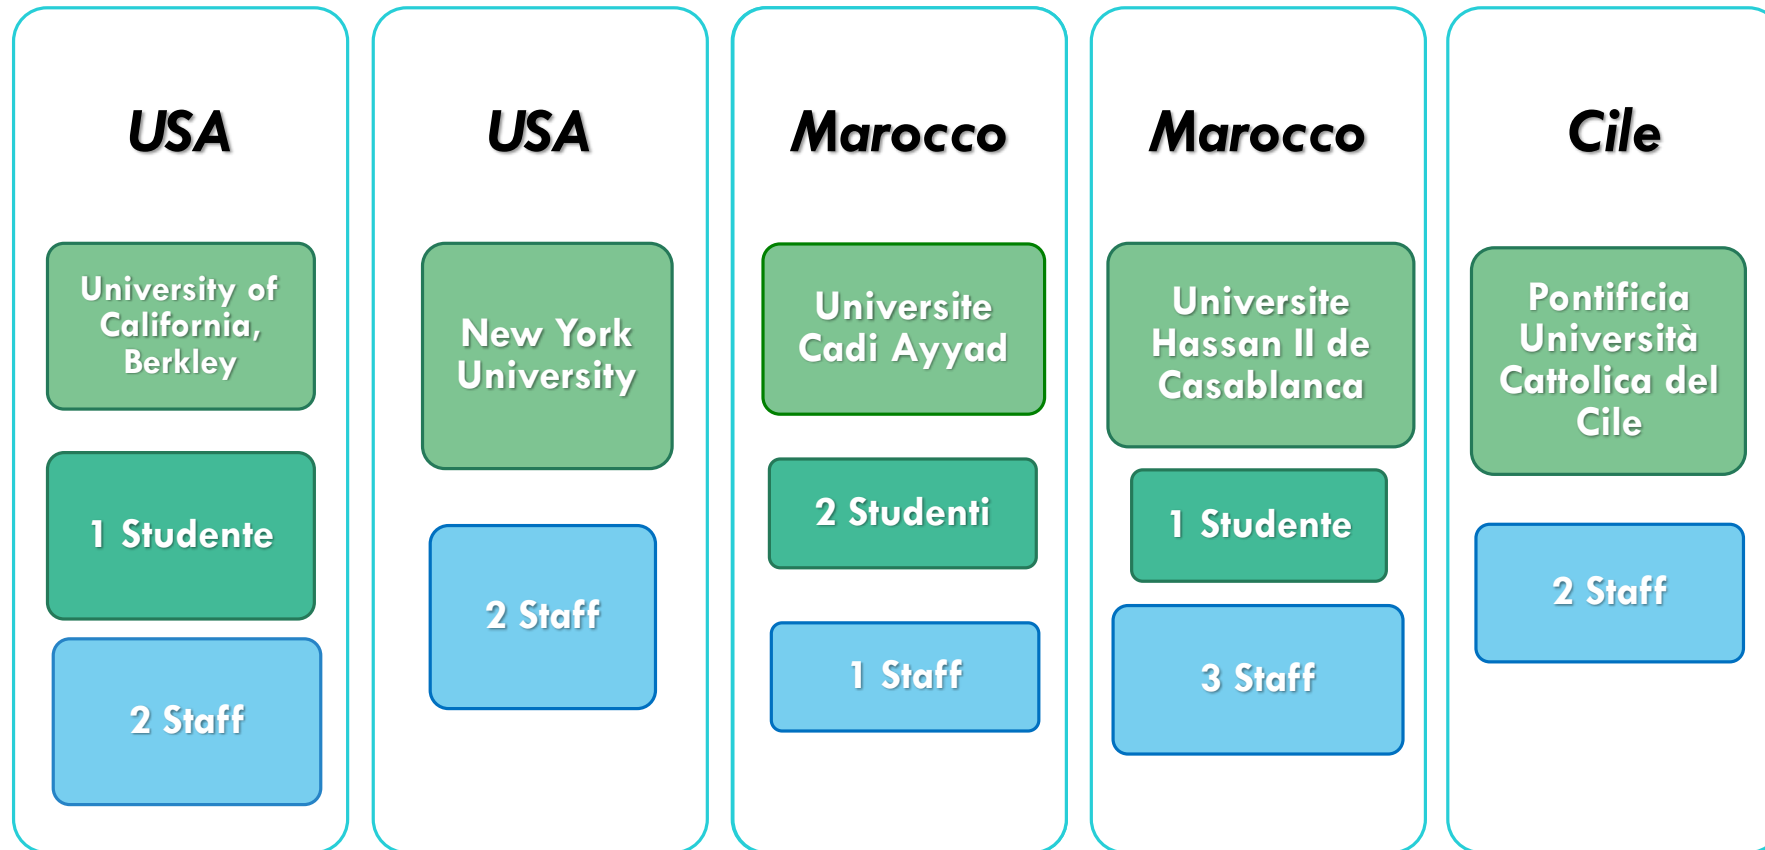 USA
University of
California,
Berkley
1 Studente
2 Staff
USA
New York
University
2 Staff
Marocco
Universite
Cadi Ayyad
2 Studenti
1 Staff
Marocco
Universite
Hassan II de
Casablanca
1 Studente
3 Staff
Cile
Pontificia
Università
Cattolica del
Cile
2 Staff